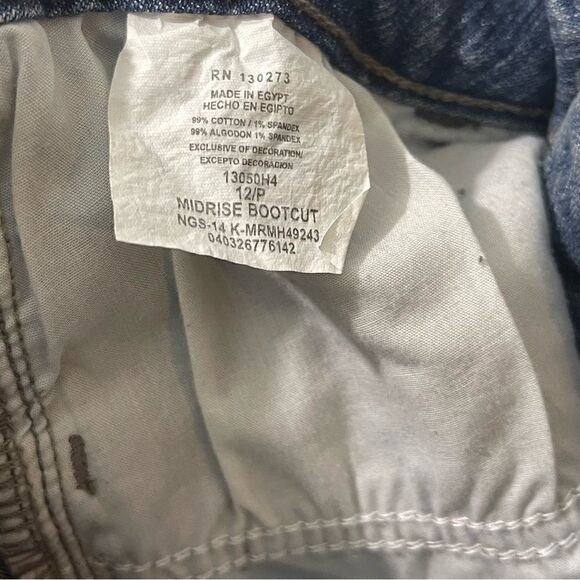 RN 130273
MADE IN EGYPT
HECHO EN EGIPTO
99% COTTON / 1% SPANDEX
99% ALGODON 1% SPANDEX
EXCLUSIVE OF DECORATION/
EXCEPTO DECORACION
13050H4
12/P
MIDRISE BOOTCUT
NGS-14 K-MRMH49243
040326776142